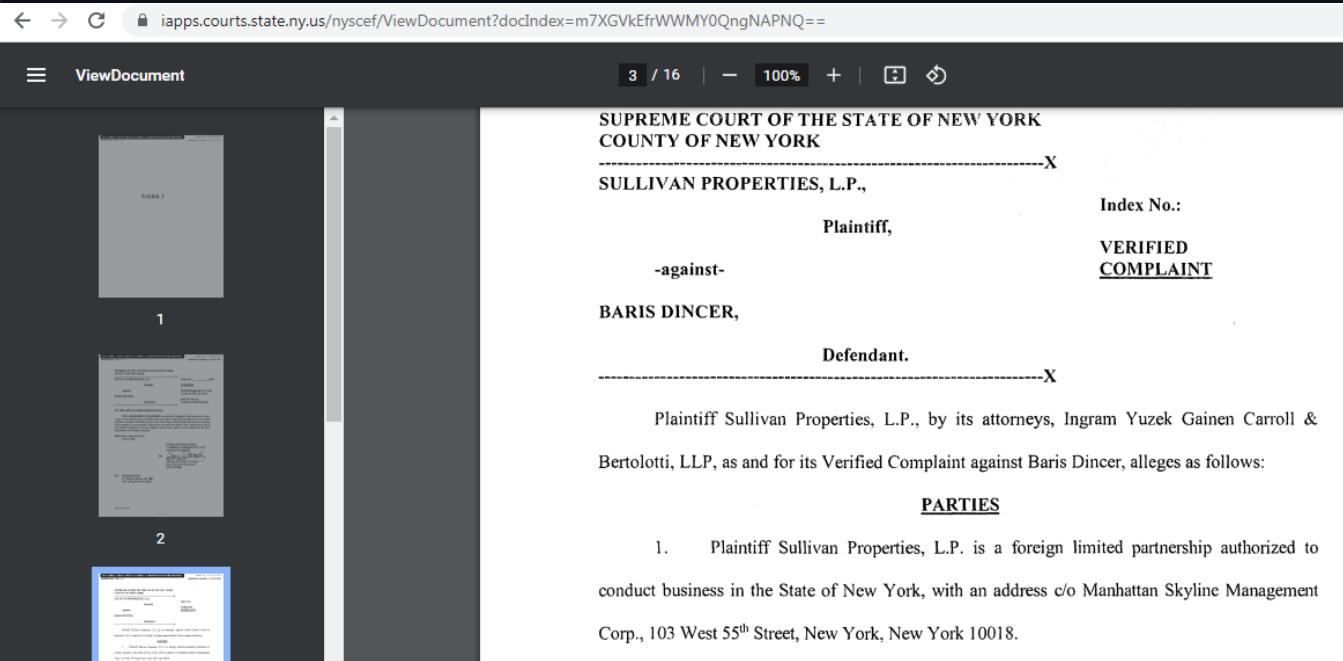 iapps.courts.state.ny.us/nyscef/ViewDocument?docIndex=m7XGVkEfrWWMY0QngNAPNQ==
ViewDocument
3 / 16
100%
Exhibit 3
1
2
SUPREME COURT OF THE STATE OF NEW YORK
COUNTY OF NEW YORK
----------------------------------------------------------------------X
SULLIVAN PROPERTIES, L.P.,
Index No.:
Plaintiff,
VERIFIED
-against-
COMPLAINT
BARIS DINCER,
Defendant.
----------------------------------------------------------------------X
Plaintiff Sullivan Properties, L.P., by its attorneys, Ingram Yuzek Gainen Carroll &
Bertolotti, LLP, as and for its Verified Complaint against Baris Dincer, alleges as follows:
PARTIES
1. Plaintiff Sullivan Properties, L.P. is a foreign limited partnership authorized to
conduct business in the State of New York, with an address c/o Manhattan Skyline Management
Corp., 103 West 55th Street, New York, New York 10018.